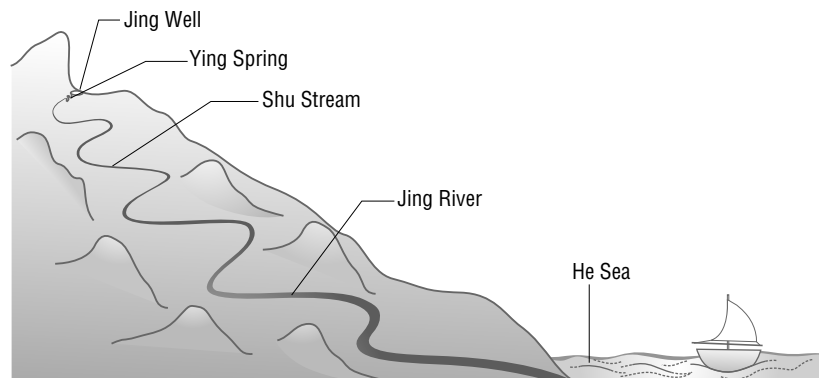 Jing Well
Ying Spring
Shu Stream
Jing River
He Sea